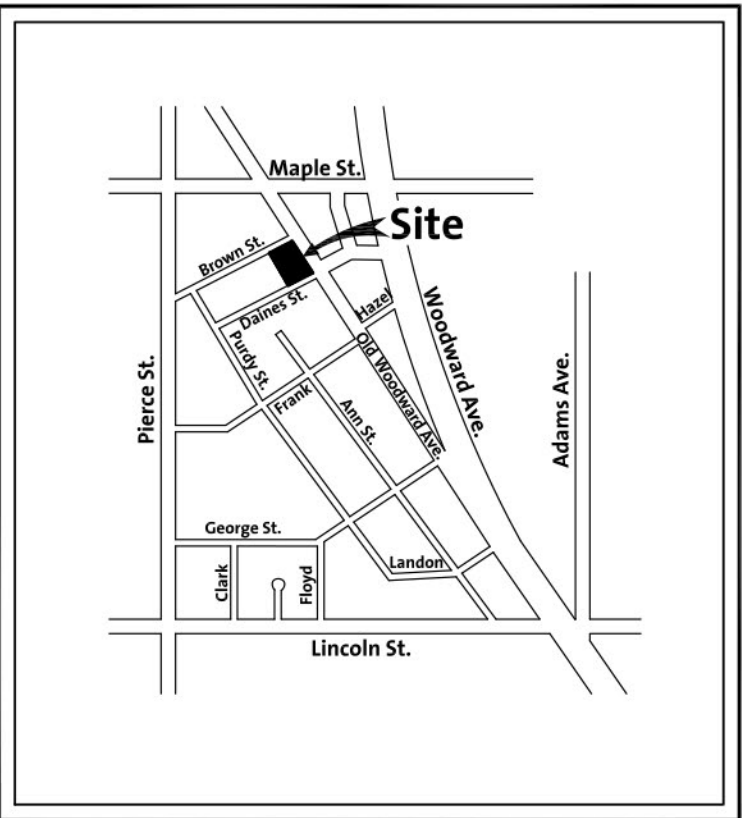 Maple St.
Site
Brown St.
Daines St.
Hazel
Woodward Ave.
Purdy St.
Old Woodward Ave.
Pierce St.
Adams Ave.
Frank
Ann St.
George St.
Landon
Clark
Floyd
Lincoln St.